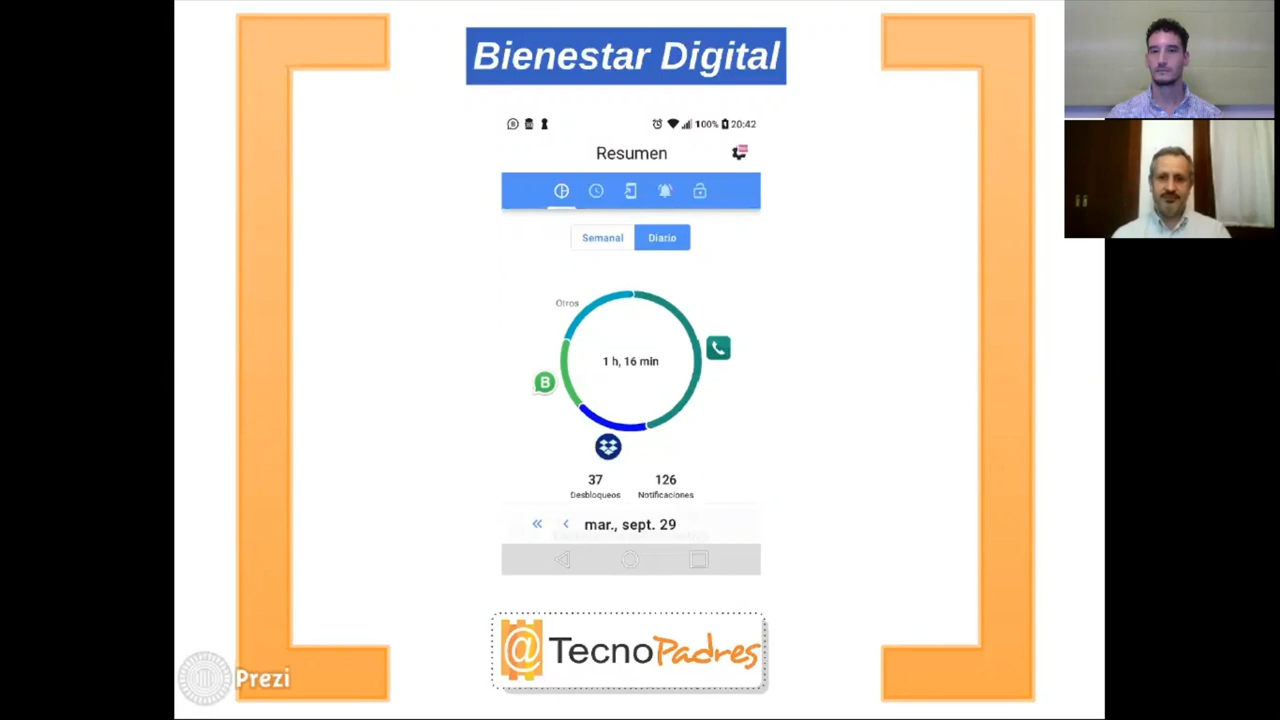 Bienestar Digital
100% 20:42
Resumen
Semanal Diario
Otros
1 h, 16 min
B
37 126
Desbloqueos Notificaciones
« ‹ mar., sept. 29
@TecnoPadres
Prezi